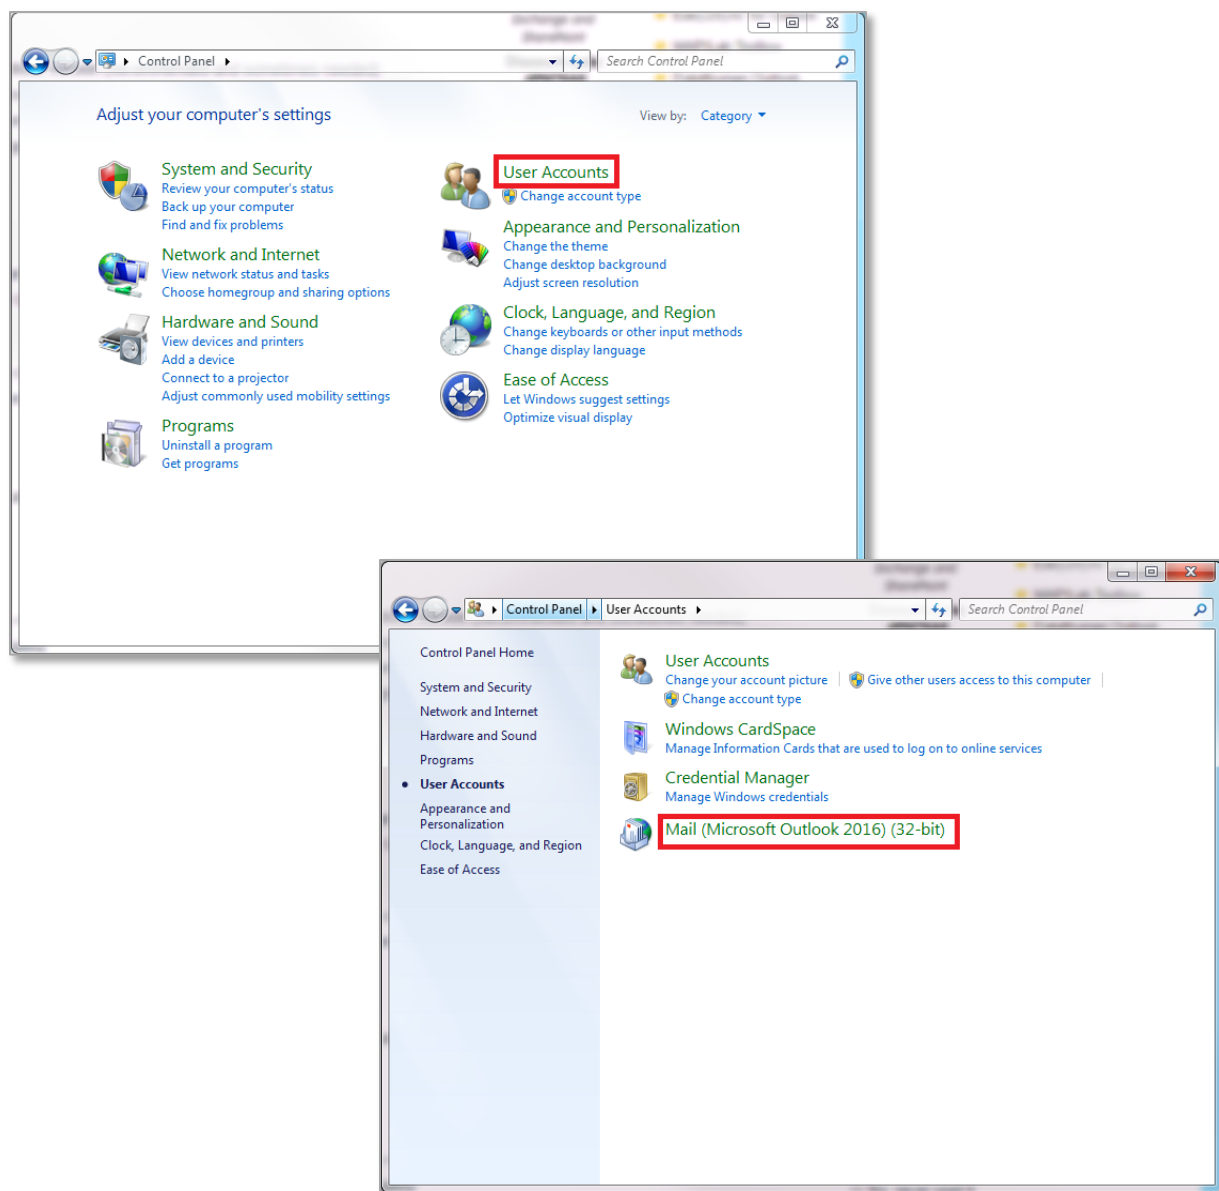 Control Panel
Search Control Panel
Adjust your computer's settings
View by: Category
System and Security
Review your computer's status
Back up your computer
Find and fix problems
Network and Internet
View network status and tasks
Choose homegroup and sharing options
Hardware and Sound
View devices and printers
Add a device
Connect to a projector
Adjust commonly used mobility settings
Programs
Uninstall a program
Get programs
User Accounts
Change account type
Appearance and Personalization
Change the theme
Change desktop background
Adjust screen resolution
Clock, Language, and Region
Change keyboards or other input methods
Change display language
Ease of Access
Let Windows suggest settings
Optimize visual display
Control Panel User Accounts
Search Control Panel
Control Panel Home
System and Security
Network and Internet
Hardware and Sound
Programs
User Accounts
Appearance and
Personalization
Clock, Language, and Region
Ease of Access
User Accounts
Change your account picture Give other users access to this computer
Change account type
Windows CardSpace
Manage Information Cards that are used to log on to online services
Credential Manager
Manage Windows credentials
Mail (Microsoft Outlook 2016) (32-bit)